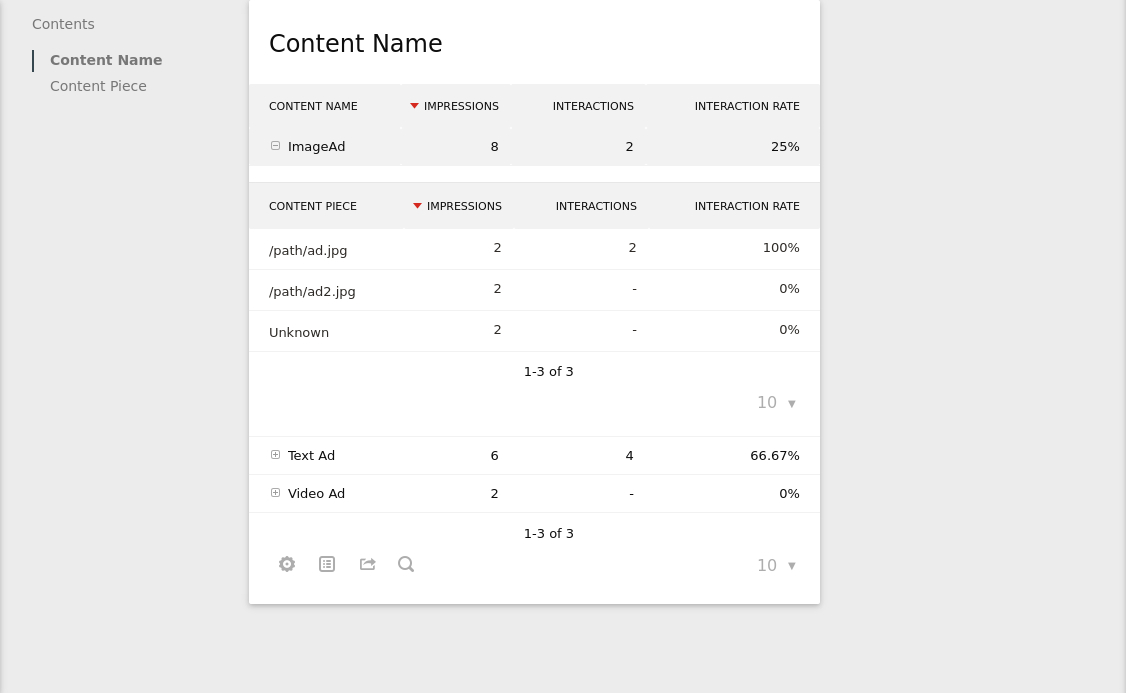 Contents
Content Name
Content Piece
Content Name
CONTENT NAME IMPRESSIONS INTERACTIONS INTERACTION RATE
ImageAd 8 2 25%
CONTENT PIECE IMPRESSIONS INTERACTIONS INTERACTION RATE
/path/ad.jpg 2 2 100%
/path/ad2.jpg 2 - 0%
Unknown 2 - 0%
1-3 of 3
10
Text Ad 6 4 66.67%
Video Ad 2 - 0%
1-3 of 3
10